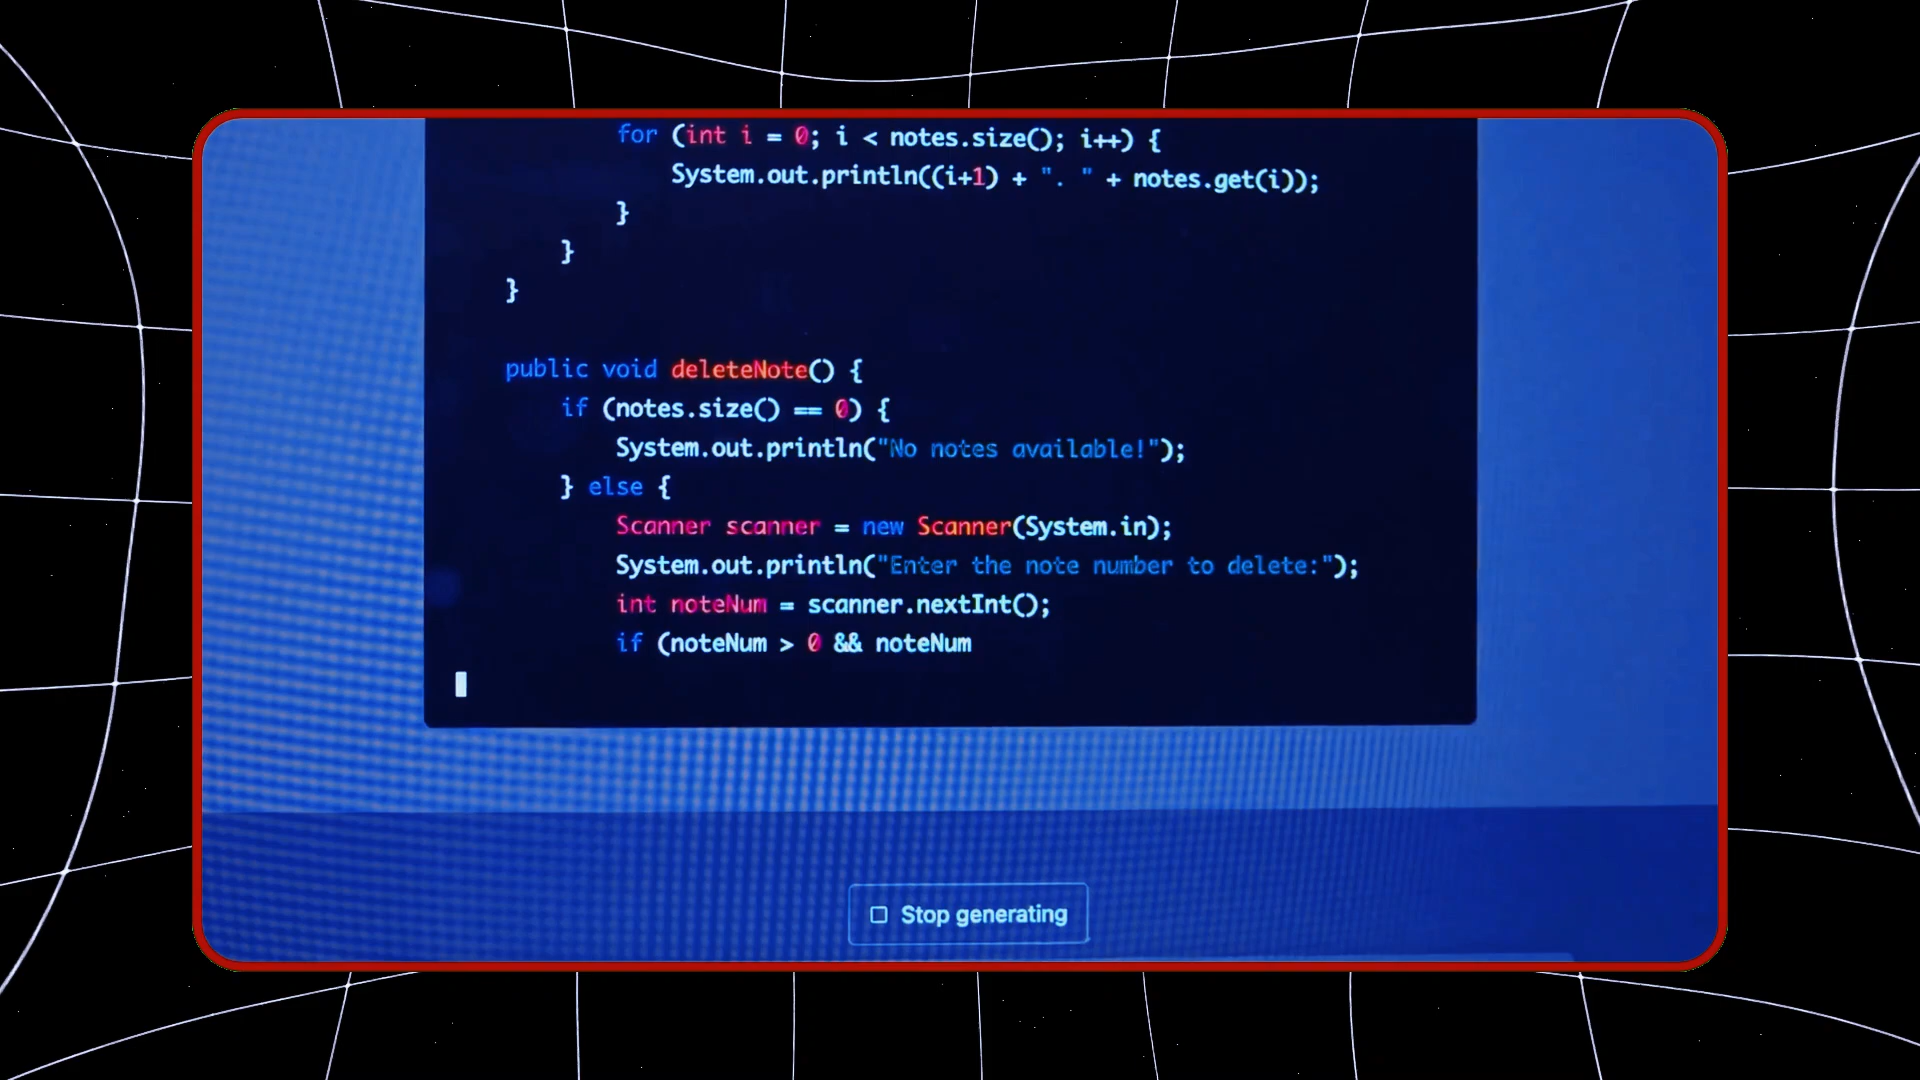 for (int i = 0; i < notes.size(); i++) {
System.out.println((i+1) + ". " + notes.get(i));
}
}
}
public void deleteNote() {
if (notes.size() == 0) {
System.out.println("No notes available!");
} else {
Scanner scanner = new Scanner(System.in);
System.out.println("Enter the note number to delete:");
int noteNum = scanner.nextInt();
if (noteNum > 0 && noteNum
Stop generating